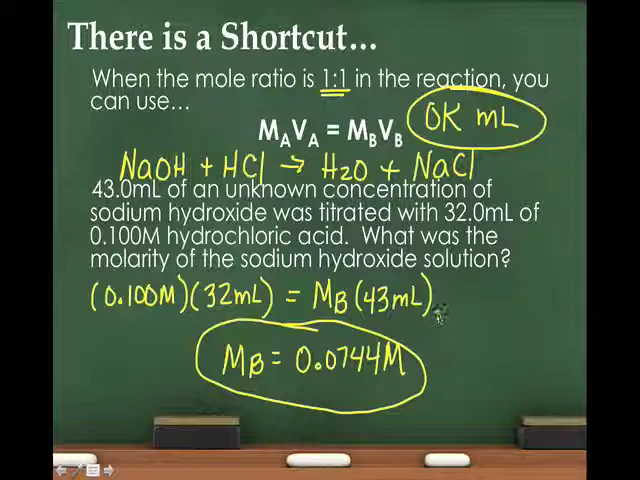 There is a Shortcut...
When the mole ratio is 1:1 in the reaction, you
can use...
OK mL
MAVA = MBVB
NaOH + HCl → H2O + NaCl
43.0mL of an unknown concentration of
sodium hydroxide was titrated with 32.0mL of
0.100M hydrochloric acid. What was the
molarity of the sodium hydroxide solution?
(0.100M)(32mL) = MB(43mL)
MB = 0.0744M